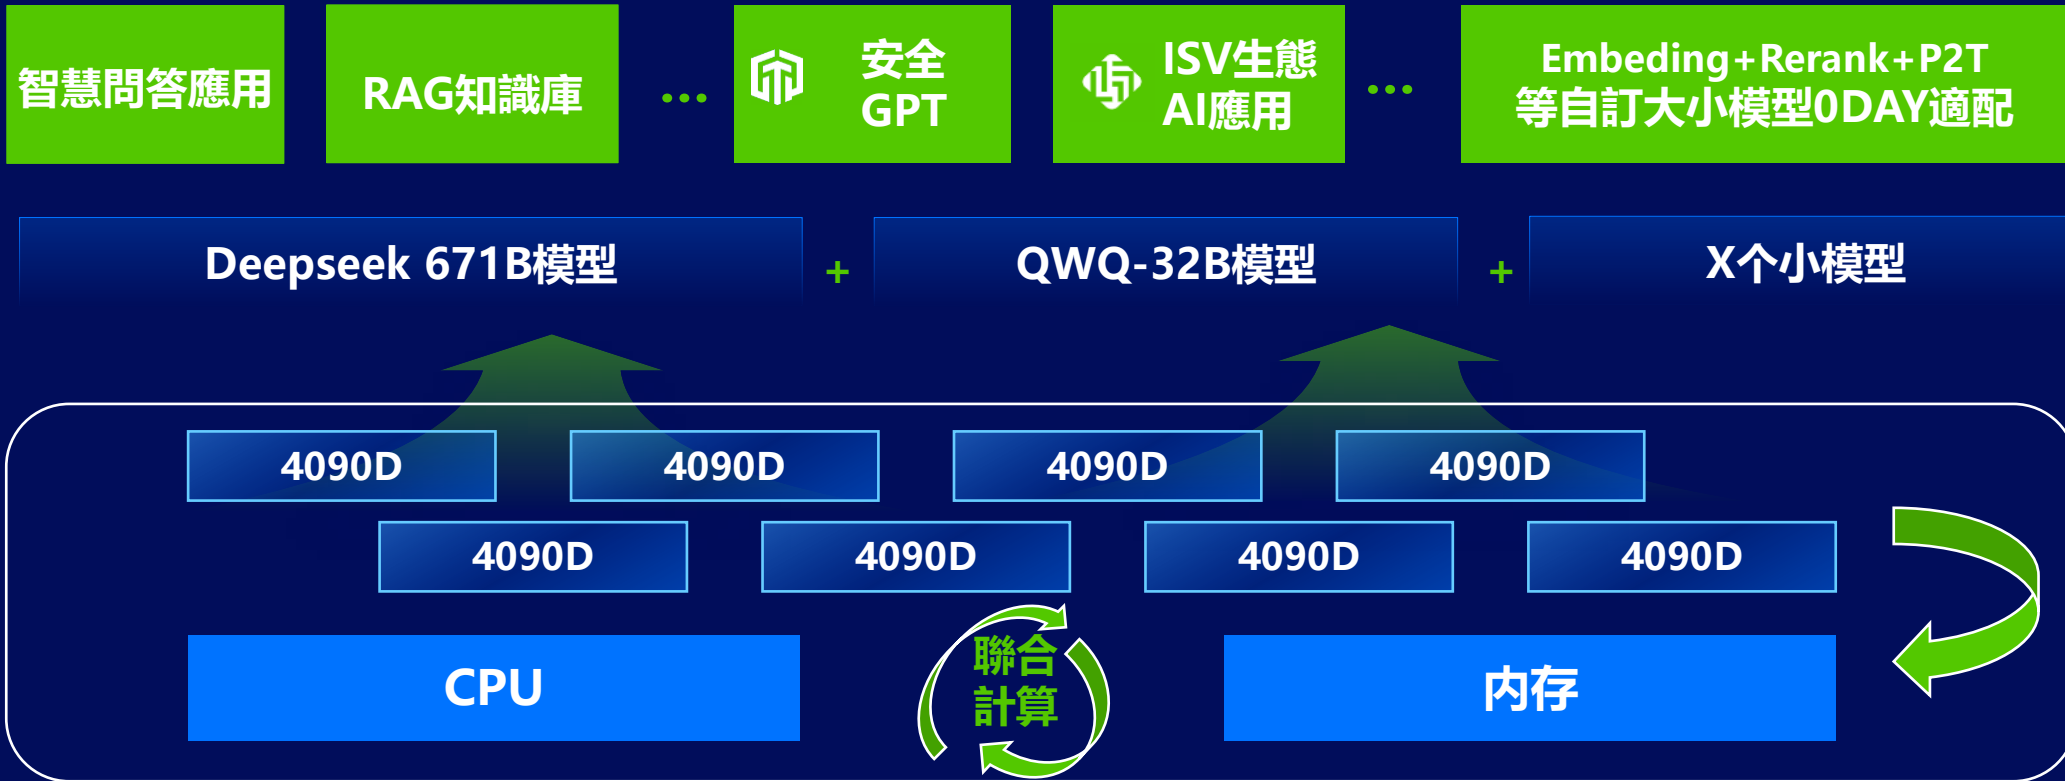 智慧問答應用
RAG知識庫
...
安全
GPT
ISV生態
AI應用
...
Embeding+Rerank+P2T
等自訂大小模型0DAY適配
Deepseek 671B模型
+
QWQ-32B模型
+
X个小模型
4090D
4090D
4090D
4090D
4090D
4090D
4090D
4090D
CPU
聯合
計算
内存